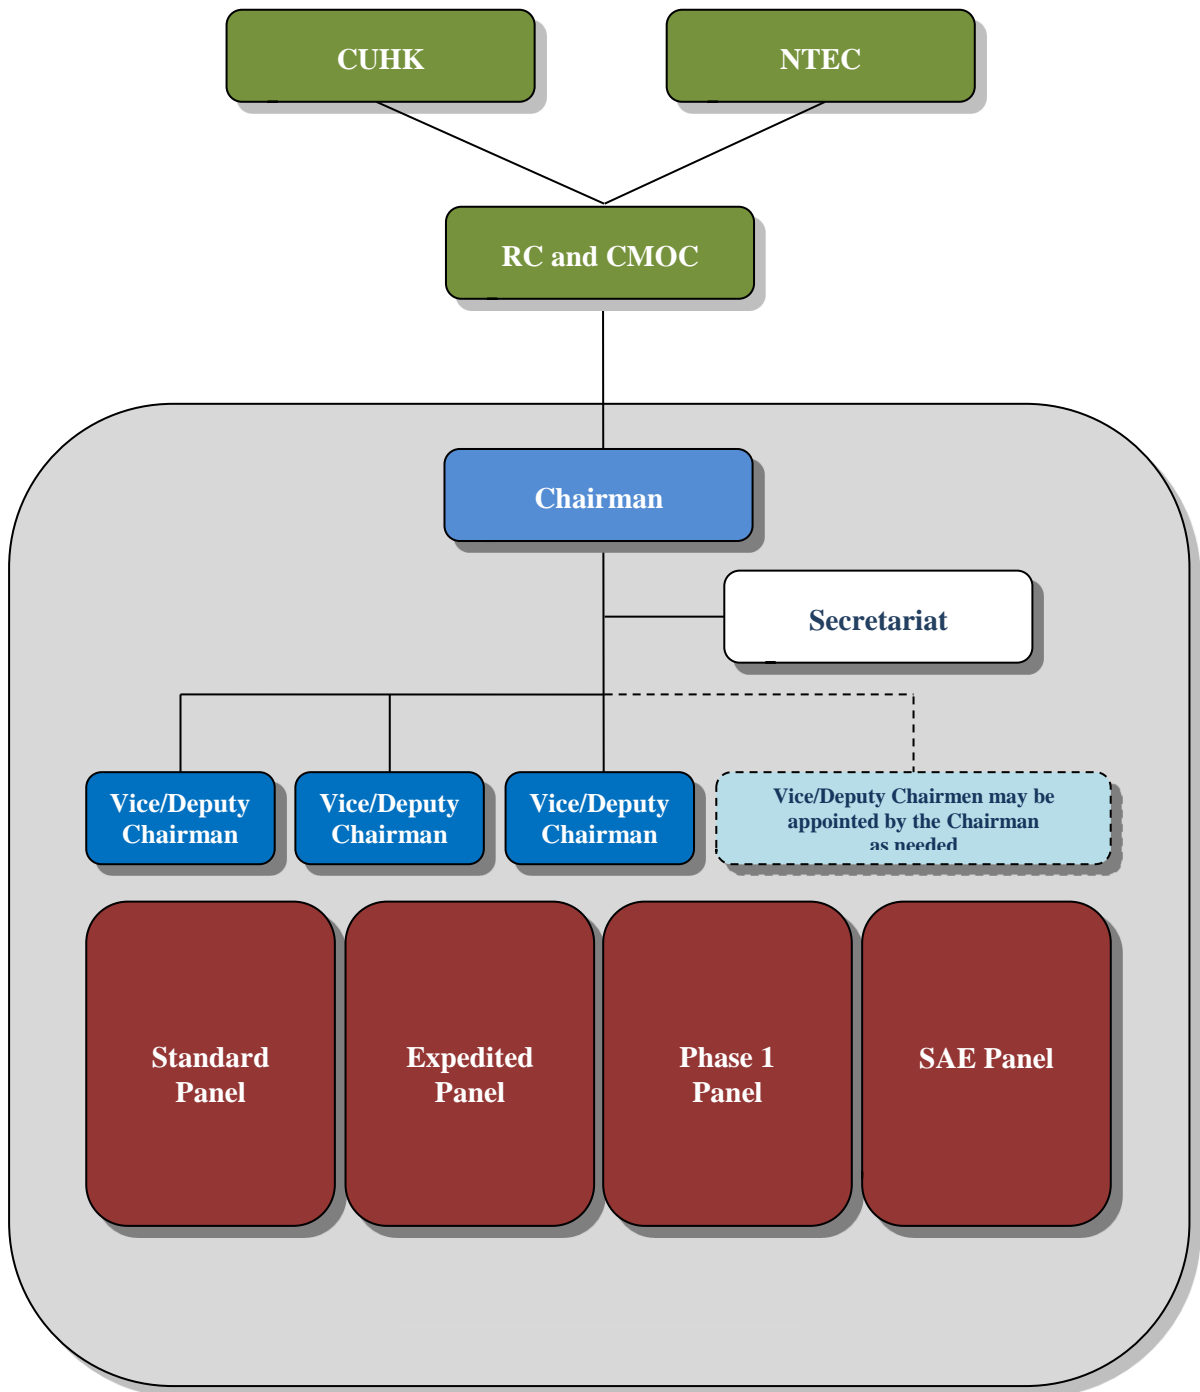 CUHK
NTEC
RC and CMOC
Chairman
Secretariat
Vice/Deputy
Chairman
Vice/Deputy
Chairman
Vice/Deputy
Chairman
Vice/Deputy Chairmen may be
appointed by the Chairman
as needed
Standard
Panel
Expedited
Panel
Phase 1
Panel
SAE Panel